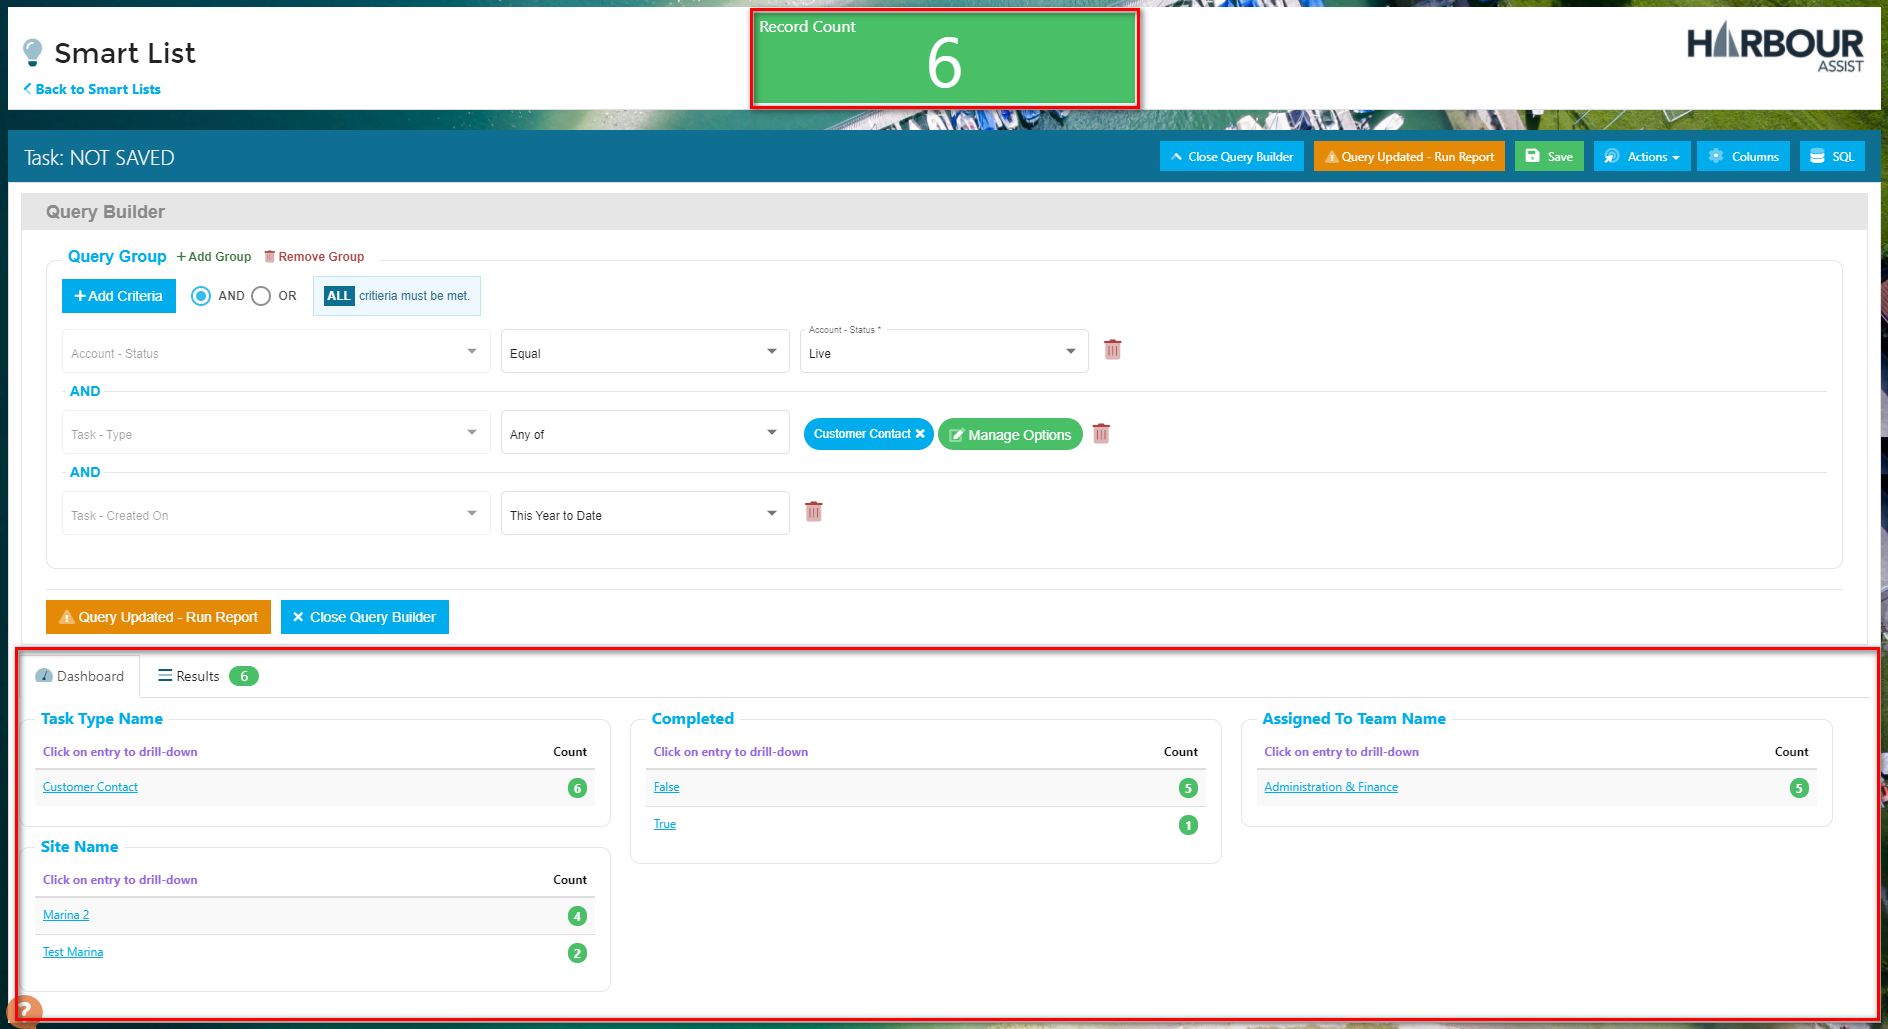 Smart List
Back to Smart Lists
Record Count
6
HARBOUR
ASSIST
Task: NOT SAVED
Close Query Builder
Query Updated - Run Report
Save
Actions
Columns
SQL
Query Builder
Query Group
+ Add Group
Remove Group
+ Add Criteria
AND
OR
ALL critieria must be met.
Account - Status
Equal
Account - Status *
Live
AND
Task - Type
Any of
Customer Contact ×
Manage Options
AND
Task - Created On
This Year to Date
Query Updated - Run Report
× Close Query Builder
Dashboard
Results 6
Task Type Name
Click on entry to drill-down Count
Customer Contact 6
Site Name
Click on entry to drill-down Count
Marina 2 4
Test Marina 2
Completed
Click on entry to drill-down Count
False 5
True 1
Assigned To Team Name
Click on entry to drill-down Count
Administration & Finance 5
?